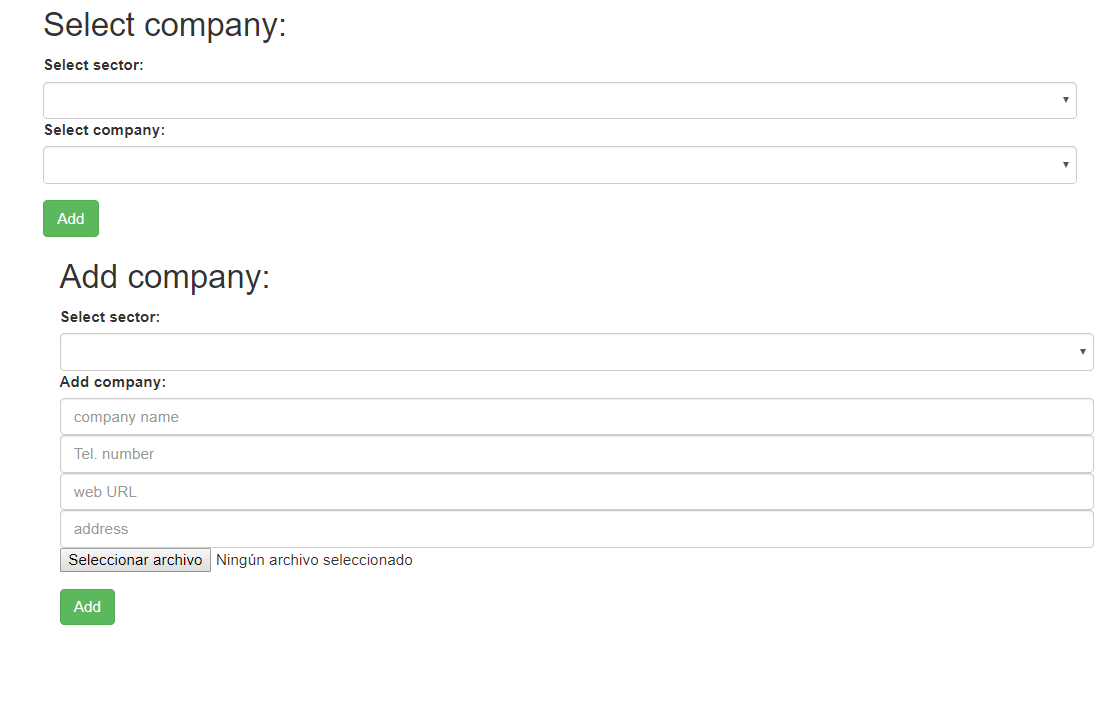 Select company:
Select sector:
Select company:
Add
Add company:
Select sector:
Add company:
company name
Tel. number
web URL
address
Seleccionar archivo Ningún archivo seleccionado
Add